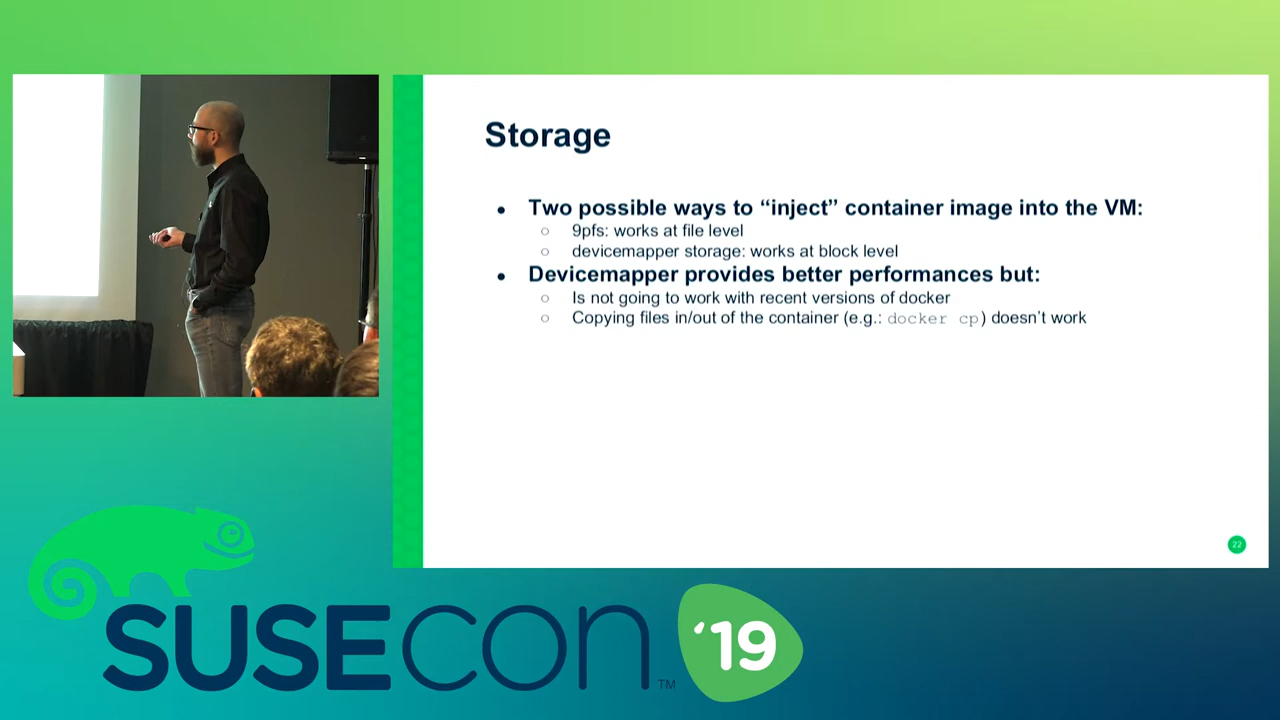 Storage
• Two possible ways to “inject” container image into the VM:
○ 9pfs: works at file level
○ devicemapper storage: works at block level
• Devicemapper provides better performances but:
○ Is not going to work with recent versions of docker
○ Copying files in/out of the container (e.g.: docker cp) doesn’t work
22
SUSECON ™ ’19